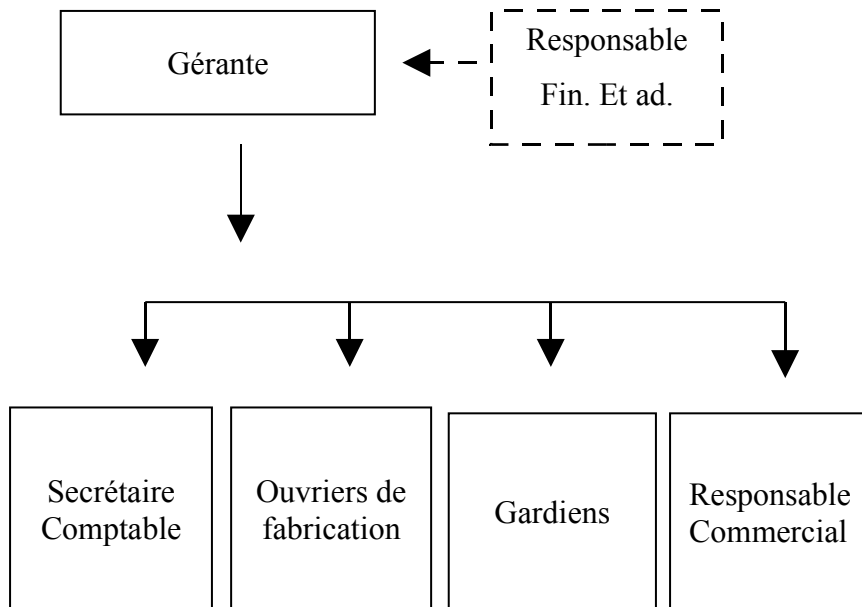 Gérante
Responsable
Fin. Et ad.
Secrétaire
Comptable
Ouvriers de
fabrication
Gardiens
Responsable
Commercial